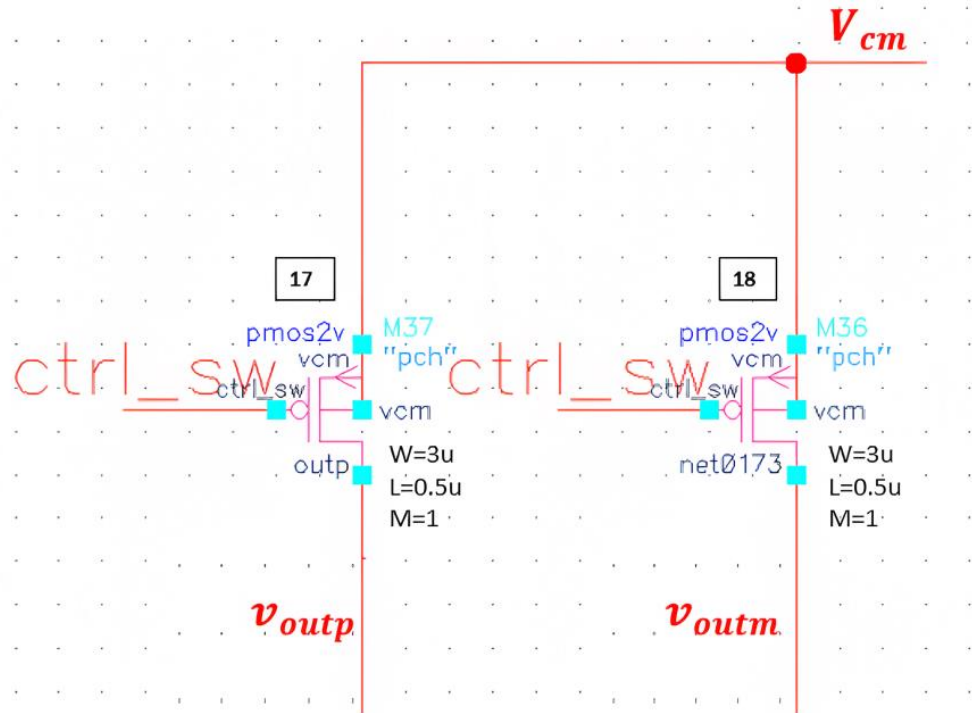 V_cm
17
18
pmos2v
M37
vcm
"pch"
ctrl_sw
ctrl_sw
vcm
outp
W=3u
L=0.5u
M=1
pmos2v
M36
vcm
"pch"
ctrl_sw
ctrl_sw
vcm
net0173
W=3u
L=0.5u
M=1
v_outp
v_outm